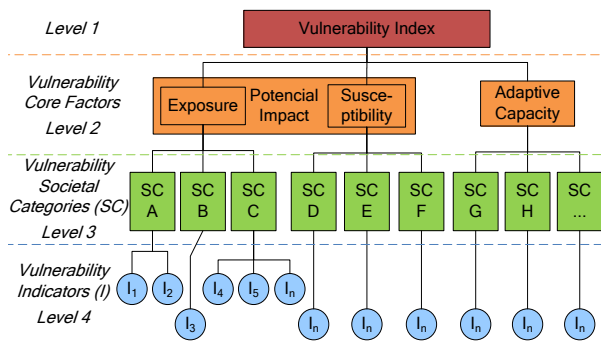 Level 1
Vulnerability Index
Vulnerability
Core Factors
Level 2
Exposure
Potencial
Impact
Susce-
ptibility
Adaptive
Capacity
Vulnerability
Societal
Categories (SC)
Level 3
SC
A
SC
B
SC
C
SC
D
SC
E
SC
F
SC
G
SC
H
SC
...
Vulnerability
Indicators (I)
Level 4
I1
I2
I3
I4
I5
In
In
In
In
In
In
In